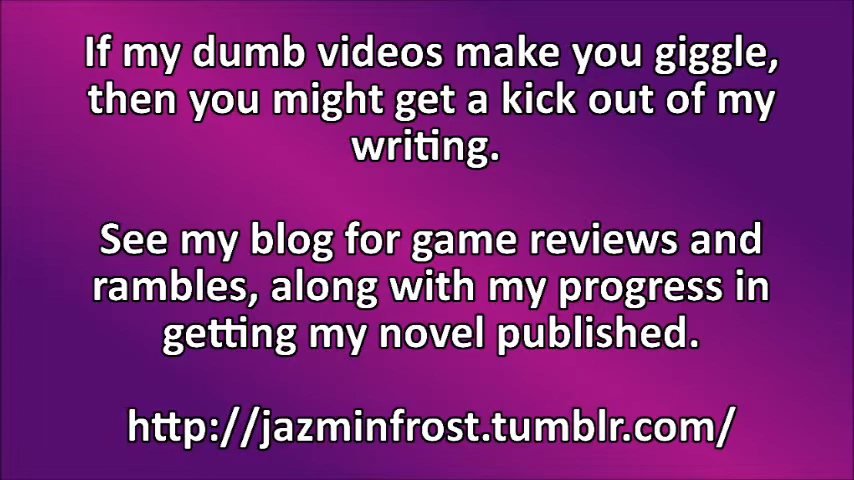 If my dumb videos make you giggle,
then you might get a kick out of my
writing.
See my blog for game reviews and
rambles, along with my progress in
getting my novel published.
http://jazminfrost.tumblr.com/